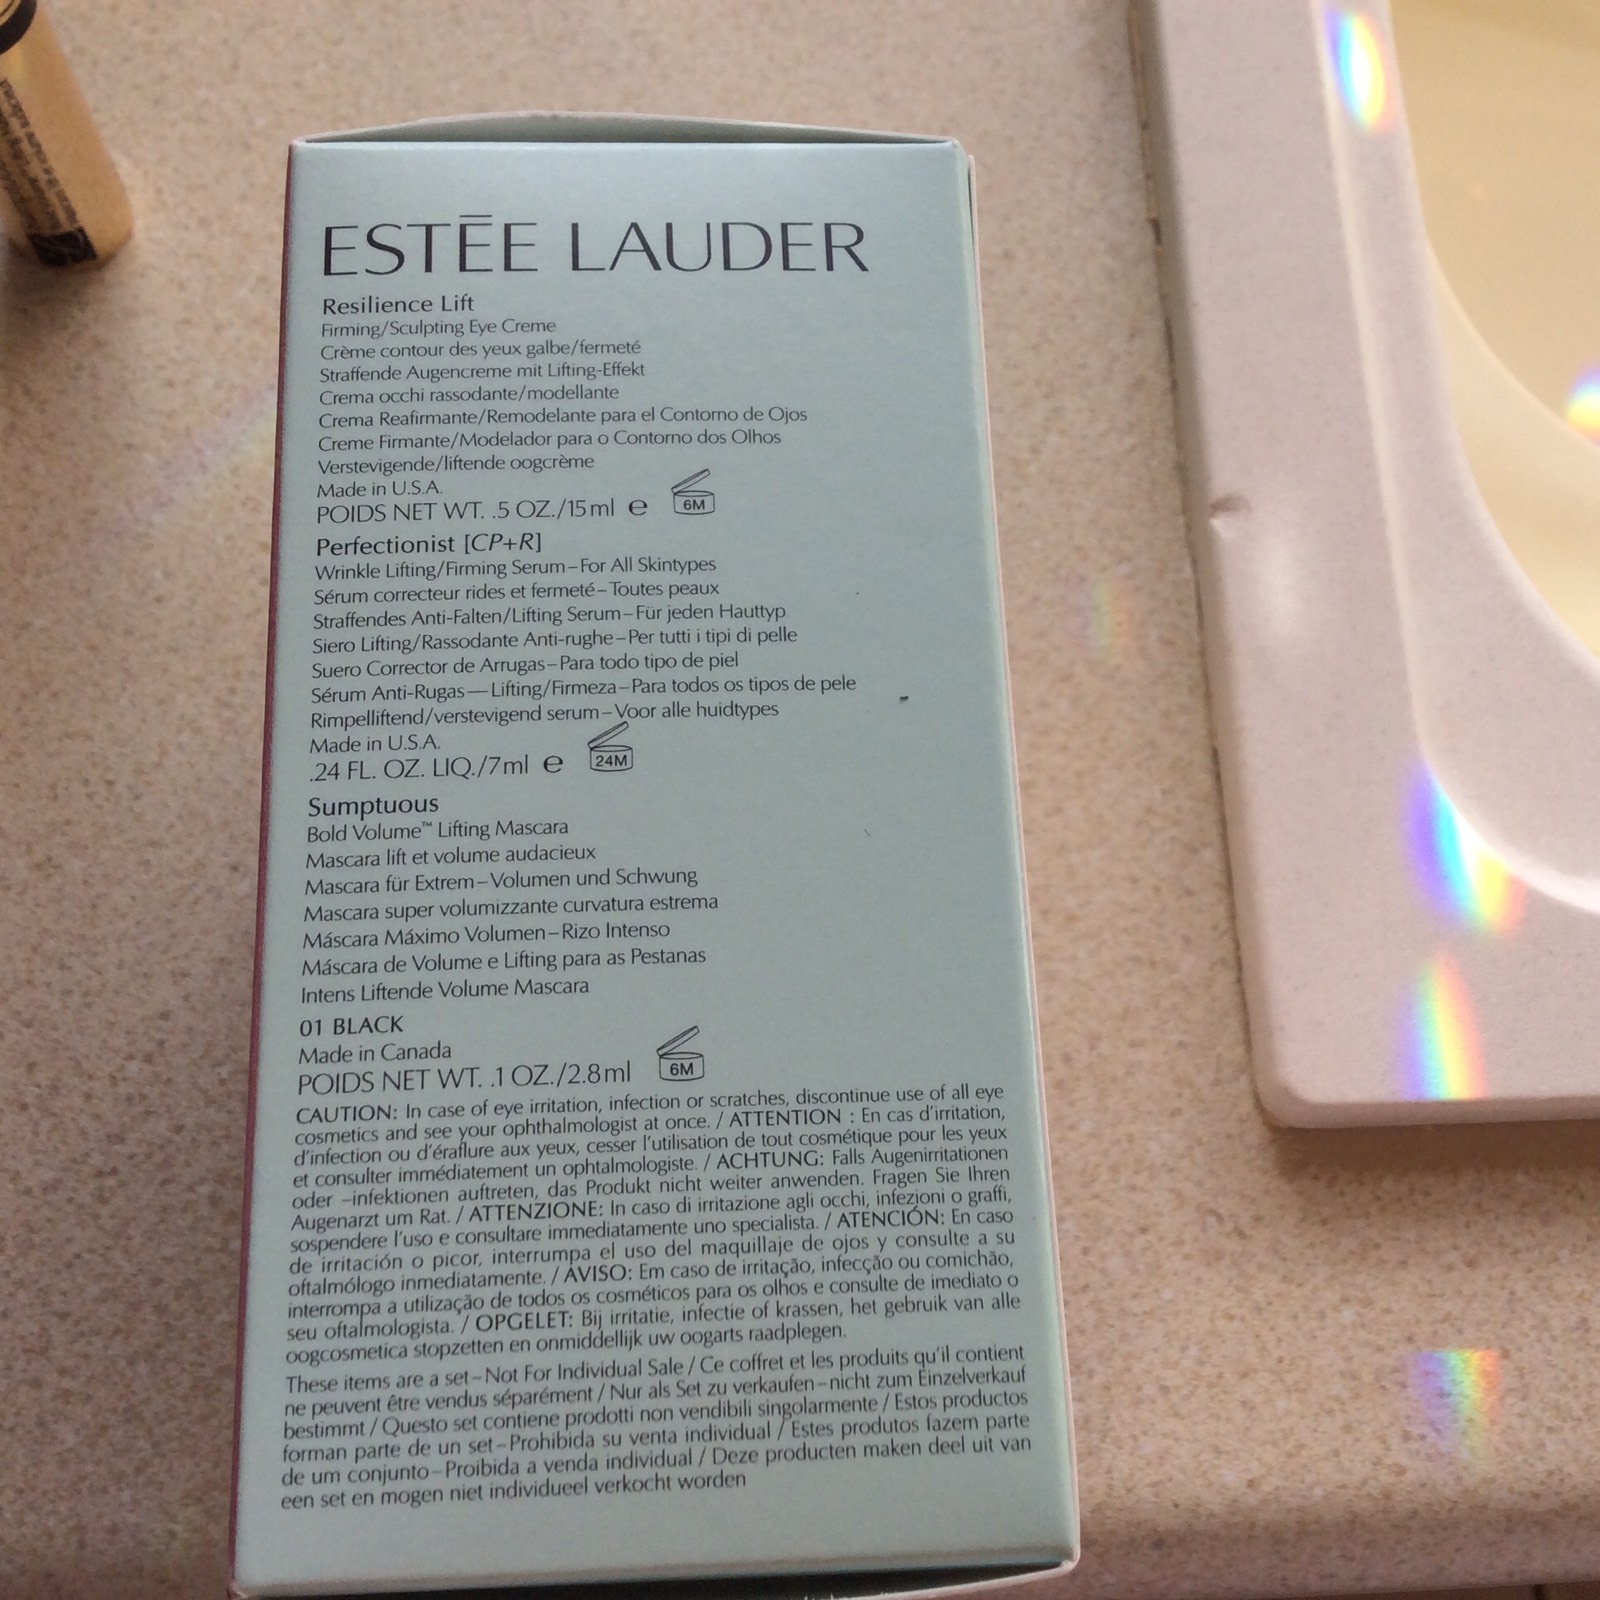 ESTĒE LAUDER
Resilience Lift
Firming/Sculpting Eye Creme
Crème contour des yeux galbe/fermeté
Straffende Augencreme mit Lifting-Effekt
Crema occhi rassodante/modellante
Crema Reafirmante/Remodelante para el Contorno de Ojos
Creme Firmante/Modelador para o Contorno dos Olhos
Verstevigende/liftende oogcrème
Made in U.S.A.
POIDS NET WT. .5 OZ./15ml e 6M
Perfectionist [CP+R]
Wrinkle Lifting/Firming Serum–For All Skintypes
Sérum correcteur rides et fermeté–Toutes peaux
Straffendes Anti-Falten/Lifting Serum–Für jeden Hauttyp
Siero Lifting/Rassodante Anti-rughe–Per tutti i tipi di pelle
Suero Corrector de Arrugas–Para todo tipo de piel
Sérum Anti-Rugas—Lifting/Firmeza–Para todos os tipos de pele
Rimpelliftend/verstevigend serum–Voor alle huidtypes
Made in U.S.A.
.24 FL. OZ. LIQ./7ml e 24M
Sumptuous
Bold Volume™ Lifting Mascara
Mascara lift et volume audacieux
Mascara für Extrem–Volumen und Schwung
Mascara super volumizzante curvatura estrema
Máscara Máximo Volumen–Rizo Intenso
Máscara de Volume e Lifting para as Pestanas
Intens Liftende Volume Mascara
01 BLACK
Made in Canada
POIDS NET WT. .1 OZ./2.8ml 6M
CAUTION: In case of eye irritation, infection or scratches, discontinue use of all eye
cosmetics and see your ophthalmologist at once. / ATTENTION : En cas d'irritation,
d'infection ou d'éraflure aux yeux, cesser l'utilisation de tout cosmétique pour les yeux
et consulter immédiatement un ophtalmologiste. / ACHTUNG: Falls Augenirritationen
oder –infektionen auftreten, das Produkt nicht weiter anwenden. Fragen Sie Ihren
Augenarzt um Rat. / ATTENZIONE: In caso di irritazione agli occhi, infezioni o graffi,
sospendere l'uso e consultare immediatamente uno specialista. / ATENCIÓN: En caso
de irritación o picor, interrumpa el uso del maquillaje de ojos y consulte a su
oftalmólogo inmediatamente. / AVISO: Em caso de irritação, infecção ou comichão,
interrompa a utilização de todos os cosméticos para os olhos e consulte de imediato o
seu oftalmologista. / OPGELET: Bij irritatie, infectie of krassen, het gebruik van alle
oogcosmetica stopzetten en onmiddellijk uw oogarts raadplegen.
These items are a set–Not For Individual Sale / Ce coffret et les produits qu'il contient
ne peuvent être vendus séparément / Nur als Set zu verkaufen–nicht zum Einzelverkauf
bestimmt / Questo set contiene prodotti non vendibili singolarmente / Estos productos
forman parte de un set–Prohibida su venta individual / Estes produtos fazem parte
de um conjunto–Proibida a venda individual / Deze producten maken deel uit van
een set en mogen niet individueel verkocht worden